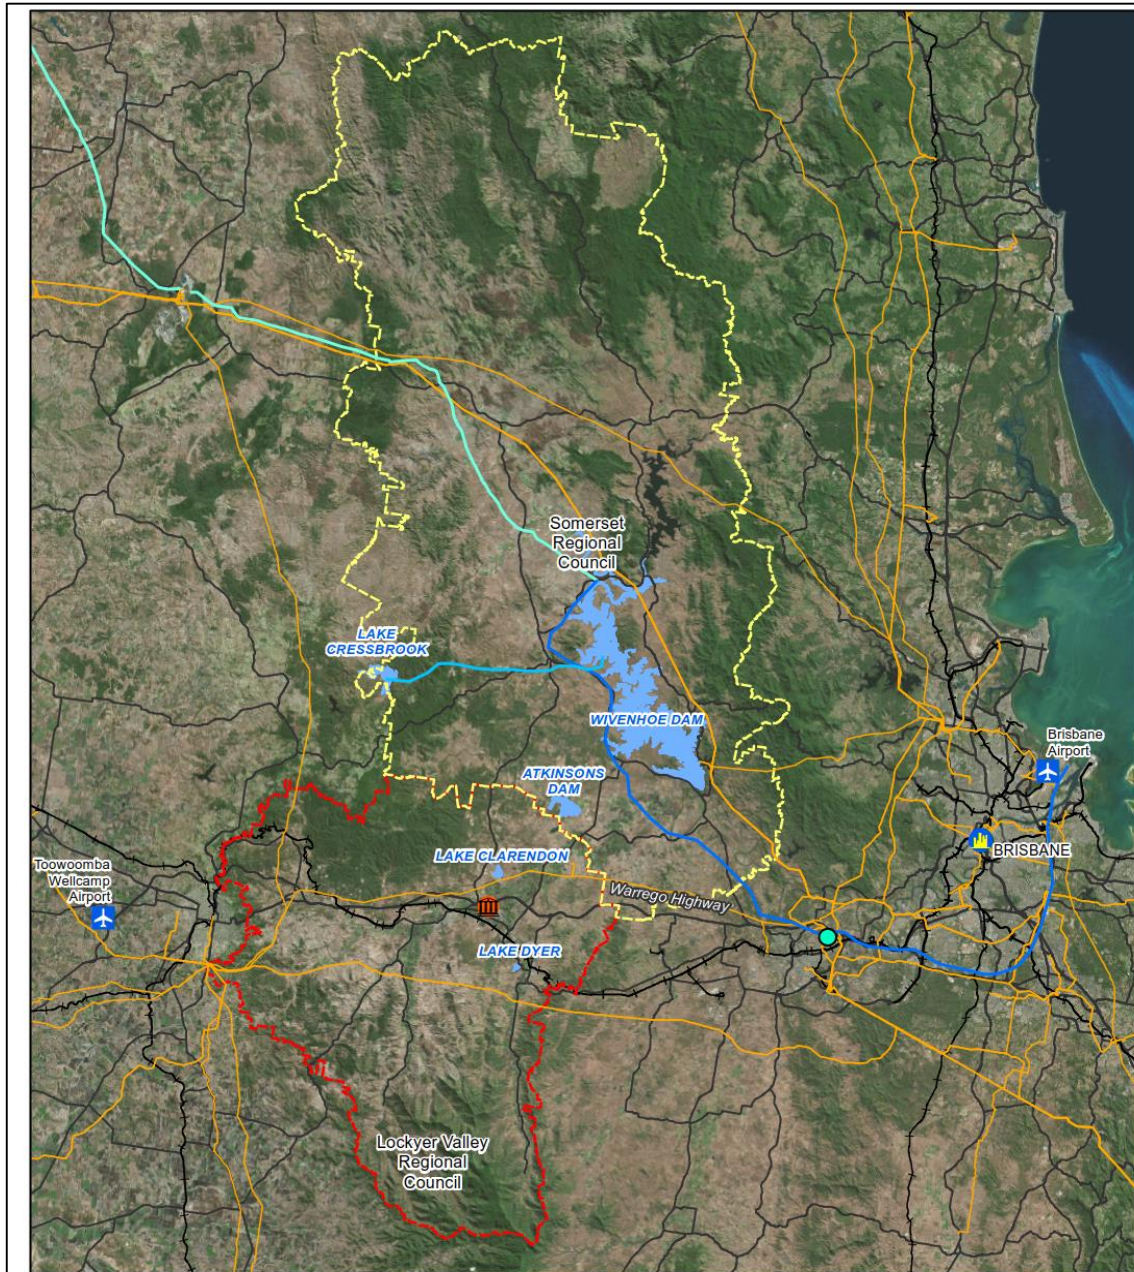 Somerset
Regional
Council
LAKE
CRESSBROOK
WIVENHOE DAM
Brisbane
Airport
ATKINSONS
DAM
BRISBANE
LAKE CLARENDON
Toowoomba
Wellcamp
Airport
Warrego Highway
LAKE DYER
Lockyer Valley
Regional
Council